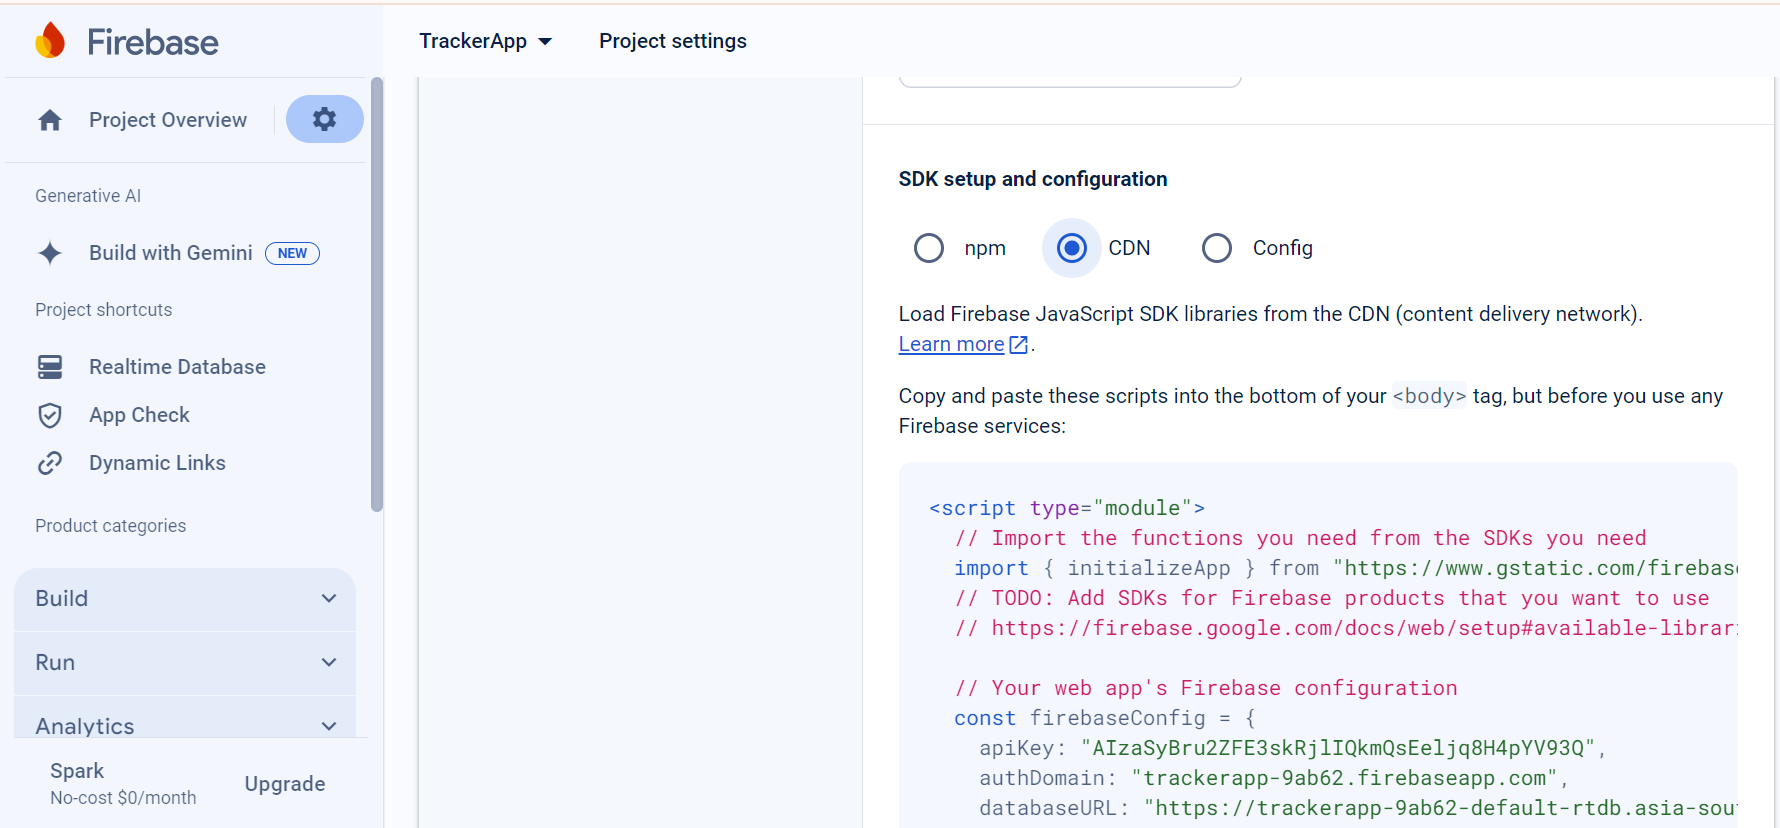 Firebase
TrackerApp
Project settings
Project Overview
Generative AI
Build with Gemini NEW
Project shortcuts
Realtime Database
App Check
Dynamic Links
Product categories
Build
Run
Analytics
Spark
No-cost $0/month
Upgrade
SDK setup and configuration
npm
CDN
Config
Load Firebase JavaScript SDK libraries from the CDN (content delivery network).
Learn more.
Copy and paste these scripts into the bottom of your <body> tag, but before you use any
Firebase services:
<script type="module">
// Import the functions you need from the SDKs you need
import { initializeApp } from "https://www.gstatic.com/firebase
// TODO: Add SDKs for Firebase products that you want to use
// https://firebase.google.com/docs/web/setup#available-librari
// Your web app's Firebase configuration
const firebaseConfig = {
apiKey: "AIzaSyBru2ZFE3skRjlIQkmQsEeljq8H4pYV93Q",
authDomain: "trackerapp-9ab62.firebaseapp.com",
databaseURL: "https://trackerapp-9ab62-default-rtdb.asia-sou